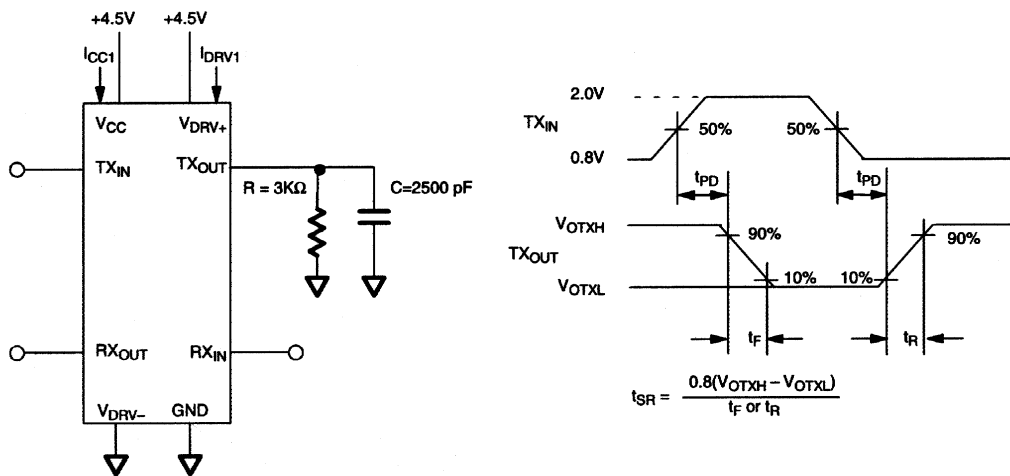 +4.5V +4.5V
I_CC1 I_DRV1
V_CC V_DRV+
TX_IN TX_OUT
R = 3KΩ C=2500 pF
RX_OUT RX_IN
V_DRV– GND
2.0V
TX_IN 50% 50%
0.8V
t_PD t_PD
V_OTXH
90% 90%
TX_OUT
10% 10%
V_OTXL
t_F t_R
t_SR = 0.8(V_OTXH – V_OTXL)
t_F or t_R